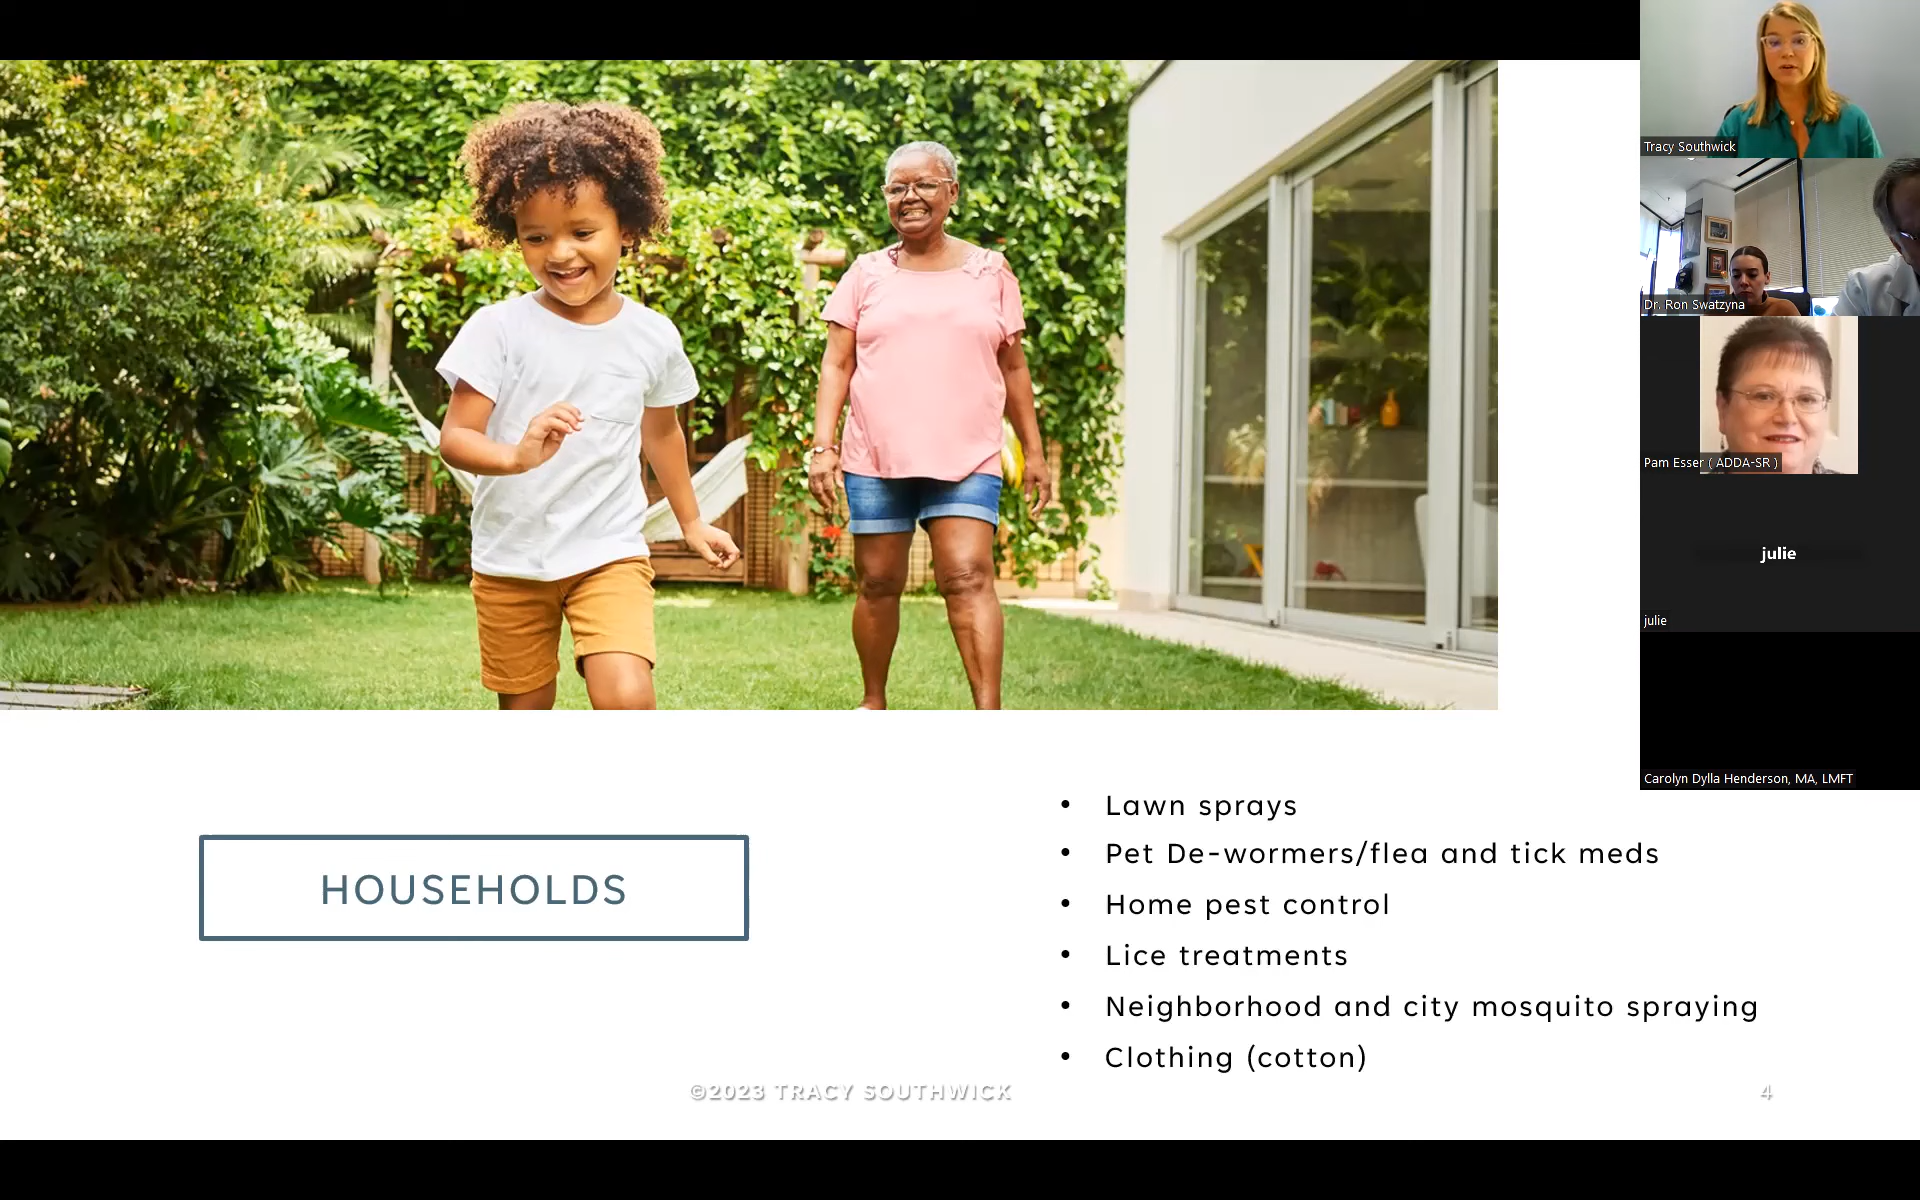 Tracy Southwick
Dr. Ron Swatzyna
Pam Esser ( ADDA-SR )
julie
julie
Carolyn Dylla Henderson, MA, LMFT
HOUSEHOLDS
• Lawn sprays
• Pet De-wormers/flea and tick meds
• Home pest control
• Lice treatments
• Neighborhood and city mosquito spraying
• Clothing (cotton)
©2023 TRACY SOUTHWICK
4